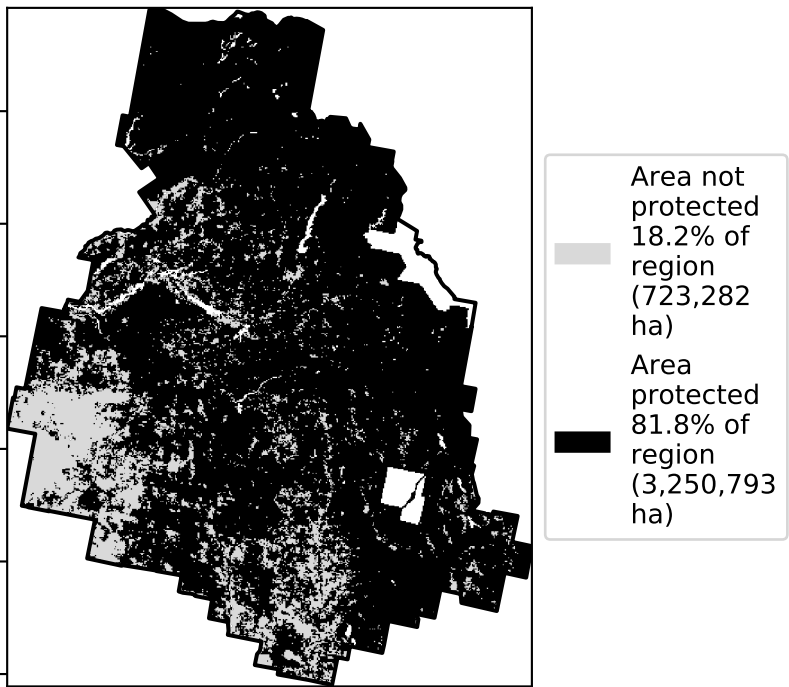 Area not
protected
18.2% of
region
(723,282
ha)
Area
protected
81.8% of
region
(3,250,793
ha)